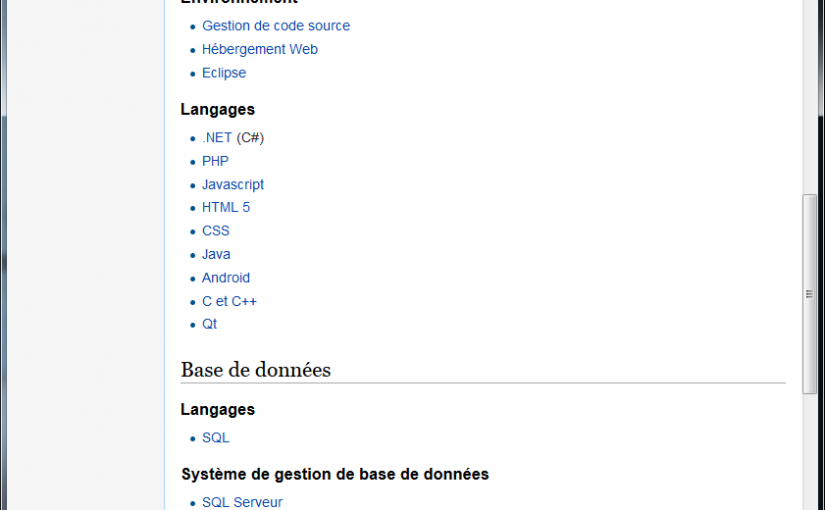 Environnement
Gestion de code source
Hébergement Web
Eclipse
Langages
.NET (C#)
PHP
Javascript
HTML 5
CSS
Java
Android
C et C++
Qt
Base de données
Langages
SQL
Système de gestion de base de données
SQL Serveur